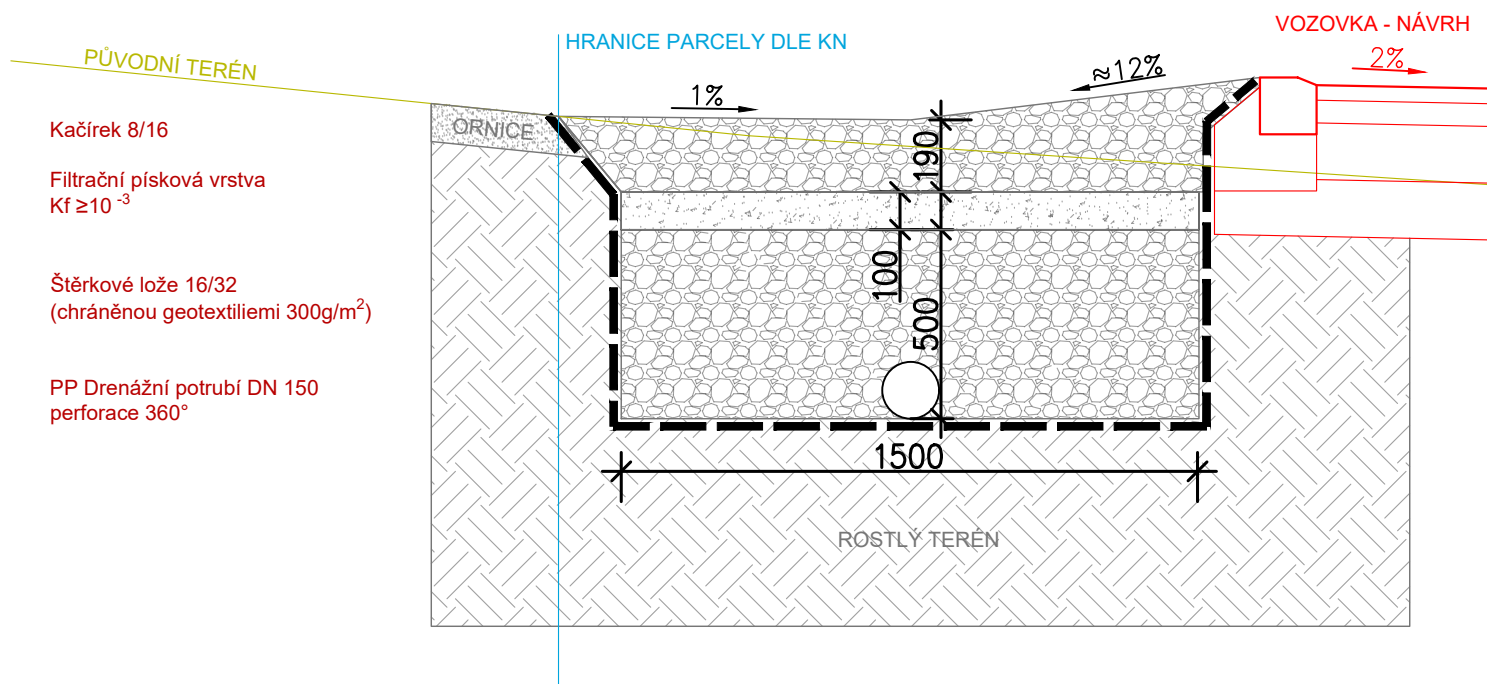 VOZOVKA - NÁVRH
HRANICE PARCELY DLE KN
PŮVODNÍ TERÉN
2%
≈12%
1%
Kačírek 8/16
ORNICE
190
Filtrační písková vrstva
Kf ≥10 -3
100
Štěrkové lože 16/32
(chráněnou geotextiliemi 300g/m2)
500
PP Drenážní potrubí DN 150
perforace 360°
1500
ROSTLÝ TERÉN